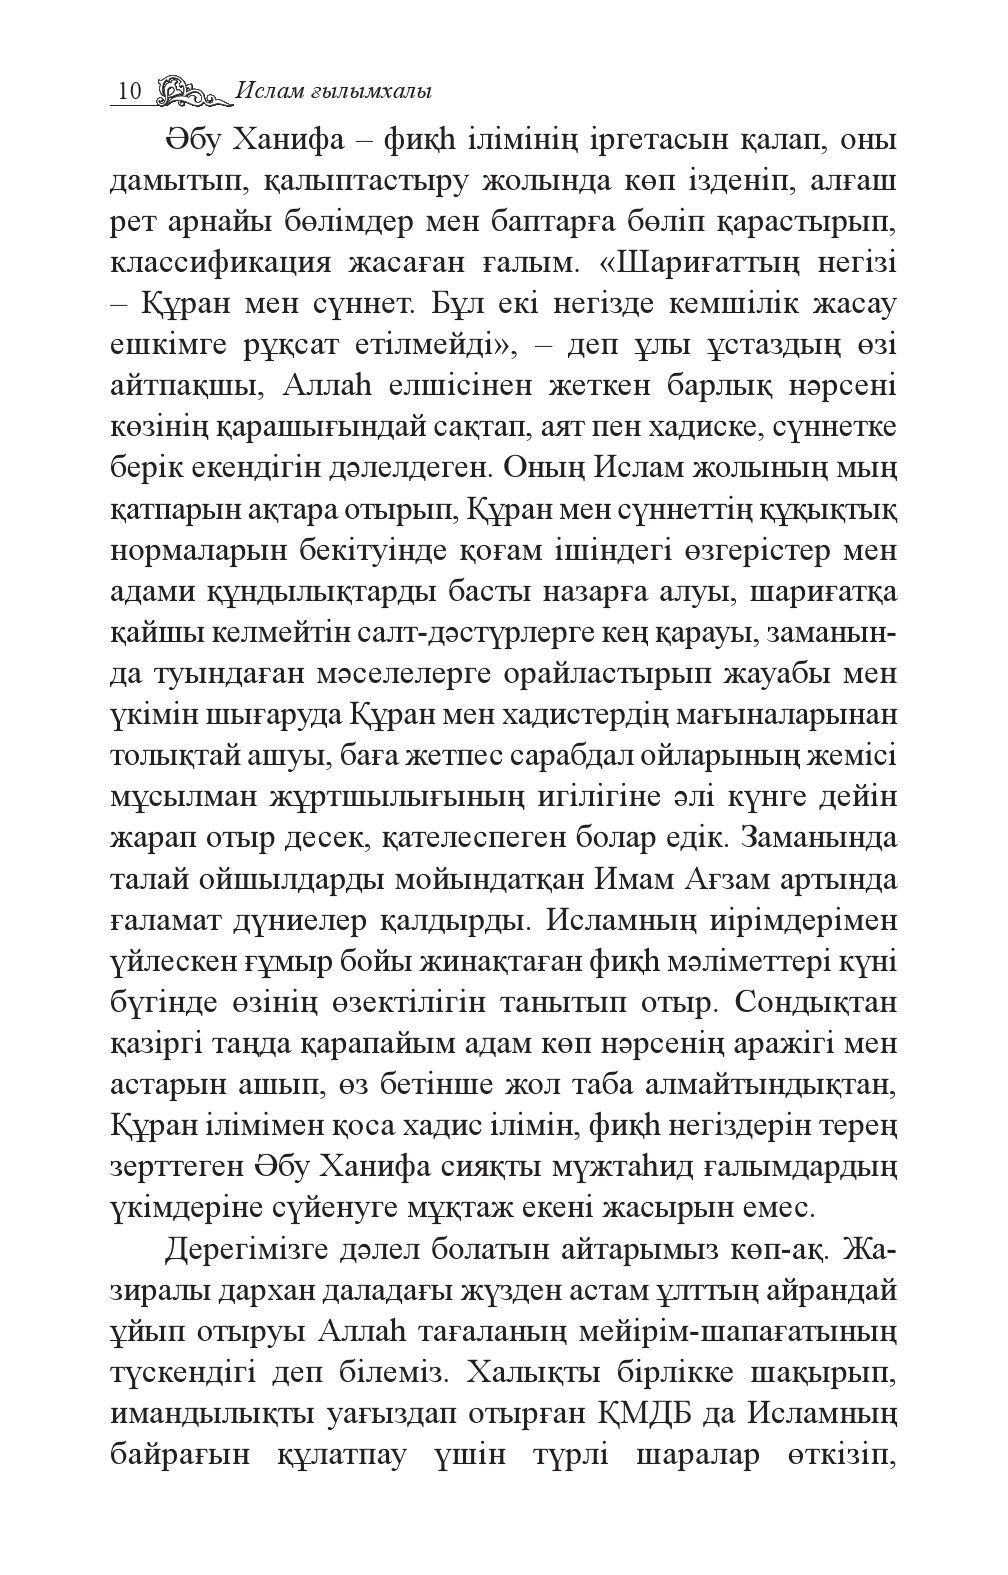 10 Ислам ғылымхалы
Әбу Ханифа – фиқһ ілімінің іргетасын қалап, оны
дамытып, қалыптастыру жолында көп ізденіп, алғаш
рет арнайы бөлімдер мен баптарға бөліп қарастырып,
классификация жасаған ғалым. «Шариғаттың негізі
– Құран мен сүннет. Бұл екі негізде кемшілік жасау
ешкімге рұқсат етілмейді», – деп ұлы ұстаздың өзі
айтпақшы, Аллаһ елшісінен жеткен барлық нәрсені
көзінің қарашығындай сақтап, аят пен хадиске, сүннетке
берік екендігін дәлелдеген. Оның Ислам жолының мың
қатпарын ақтара отырып, Құран мен сүннеттің құқықтық
нормаларын бекітуінде қоғам ішіндегі өзгерістер мен
адами құндылықтарды басты назарға алуы, шариғатқа
қайшы келмейтін салт-дәстүрлерге кең қарауы, заманын-
да туындаған мәселелерге орайластырып жауабы мен
үкімін шығаруда Құран мен хадистердің мағыналарынан
толықтай ашуы, баға жетпес сарабдал ойларының жемісі
мұсылман жұртшылығының игілігіне әлі күнге дейін
жарап отыр десек, қателеспеген болар едік. Заманында
талай ойшылдарды мойындатқан Имам Ағзам артында
ғаламат дүниелер қалдырды. Исламның иірімдерімен
үйлескен ғұмыр бойы жинақтаған фиқһ мәліметтері күні
бүгінде өзінің өзектілігін танытып отыр. Сондықтан
қазіргі таңда қарапайым адам көп нәрсенің аражігі мен
астарын ашып, өз бетінше жол таба алмайтындықтан,
Құран ілімімен қоса хадис ілімін, фиқһ негіздерін терең
зерттеген Әбу Ханифа сияқты мүжтаһид ғалымдардың
үкімдеріне сүйенуге мұқтаж екені жасырын емес.
Дерегімізге дәлел болатын айтарымыз көп-ақ. Жа-
зиралы дархан даладағы жүзден астам ұлттың айрандай
ұйып отыруы Аллаһ тағаланың мейірім-шапағатының
түскендігі деп білеміз. Халықты бірлікке шақырып,
имандылықты уағыздап отырған ҚМДБ да Исламның
байрағын құлатпау үшін түрлі шаралар өткізіп,